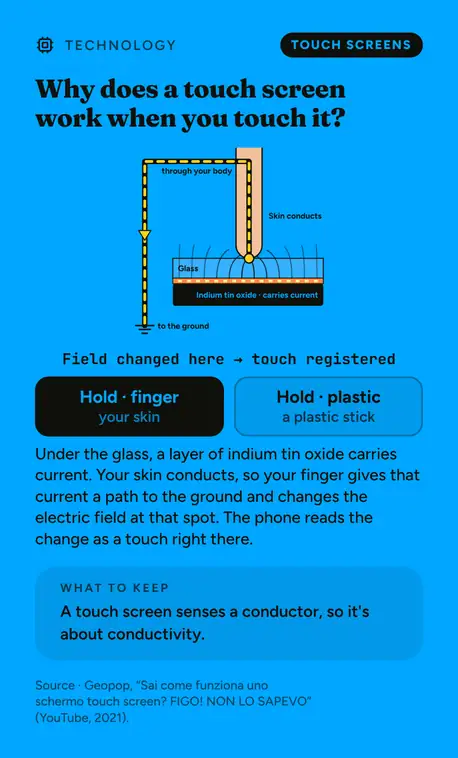 TECHNOLOGY
TOUCH SCREENS
Why does a touch screen
work when you touch it?
through your body
Skin conducts
Glass
Indium tin oxide · carries current
to the ground
Field changed here → touch registered
Hold · finger
your skin
Hold · plastic
a plastic stick
Under the glass, a layer of indium tin oxide carries
current. Your skin conducts, so your finger gives that
current a path to the ground and changes the
electric field at that spot. The phone reads the
change as a touch right there.
WHAT TO KEEP
A touch screen senses a conductor, so it's
about conductivity.
Source · Geopop, “Sai come funziona uno
schermo touch screen? FIGO! NON LO SAPEVO”
(YouTube, 2021).